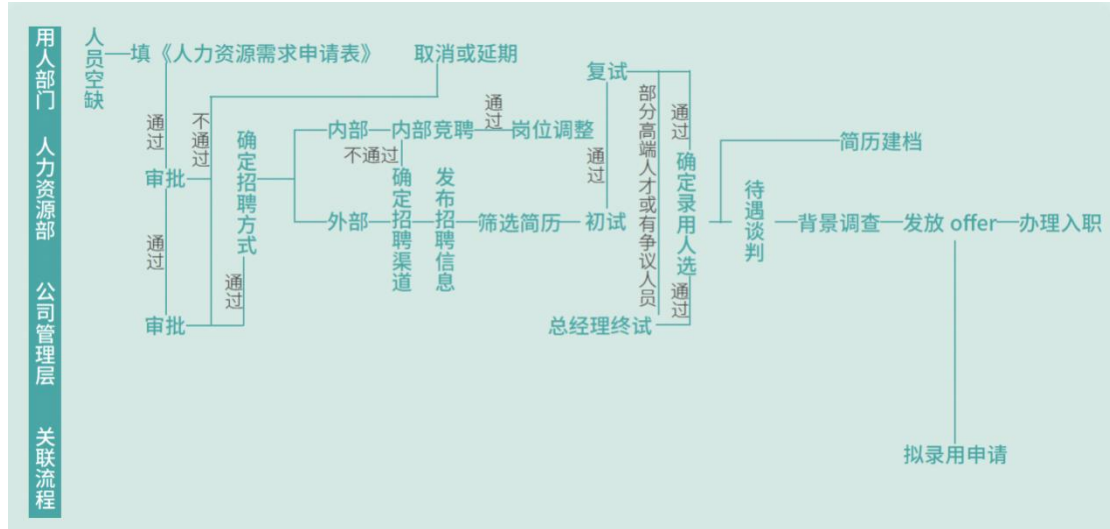 用人部门
人力资源部
公司管理层
关联流程
人员空缺
填《人力资源需求申请表》
取消或延期
通过
不通过
审批
通过
审批
确定招聘方式
通过
内部
内部竞聘
通过
岗位调整
不通过
外部
确定招聘渠道
发布招聘信息
筛选简历
初试
通过
复试
部分高端人才或有争议人员
总经理终试
通过
确定录用人选
通过
简历建档
待遇谈判
背景调查
发放 offer
办理入职
拟录用申请